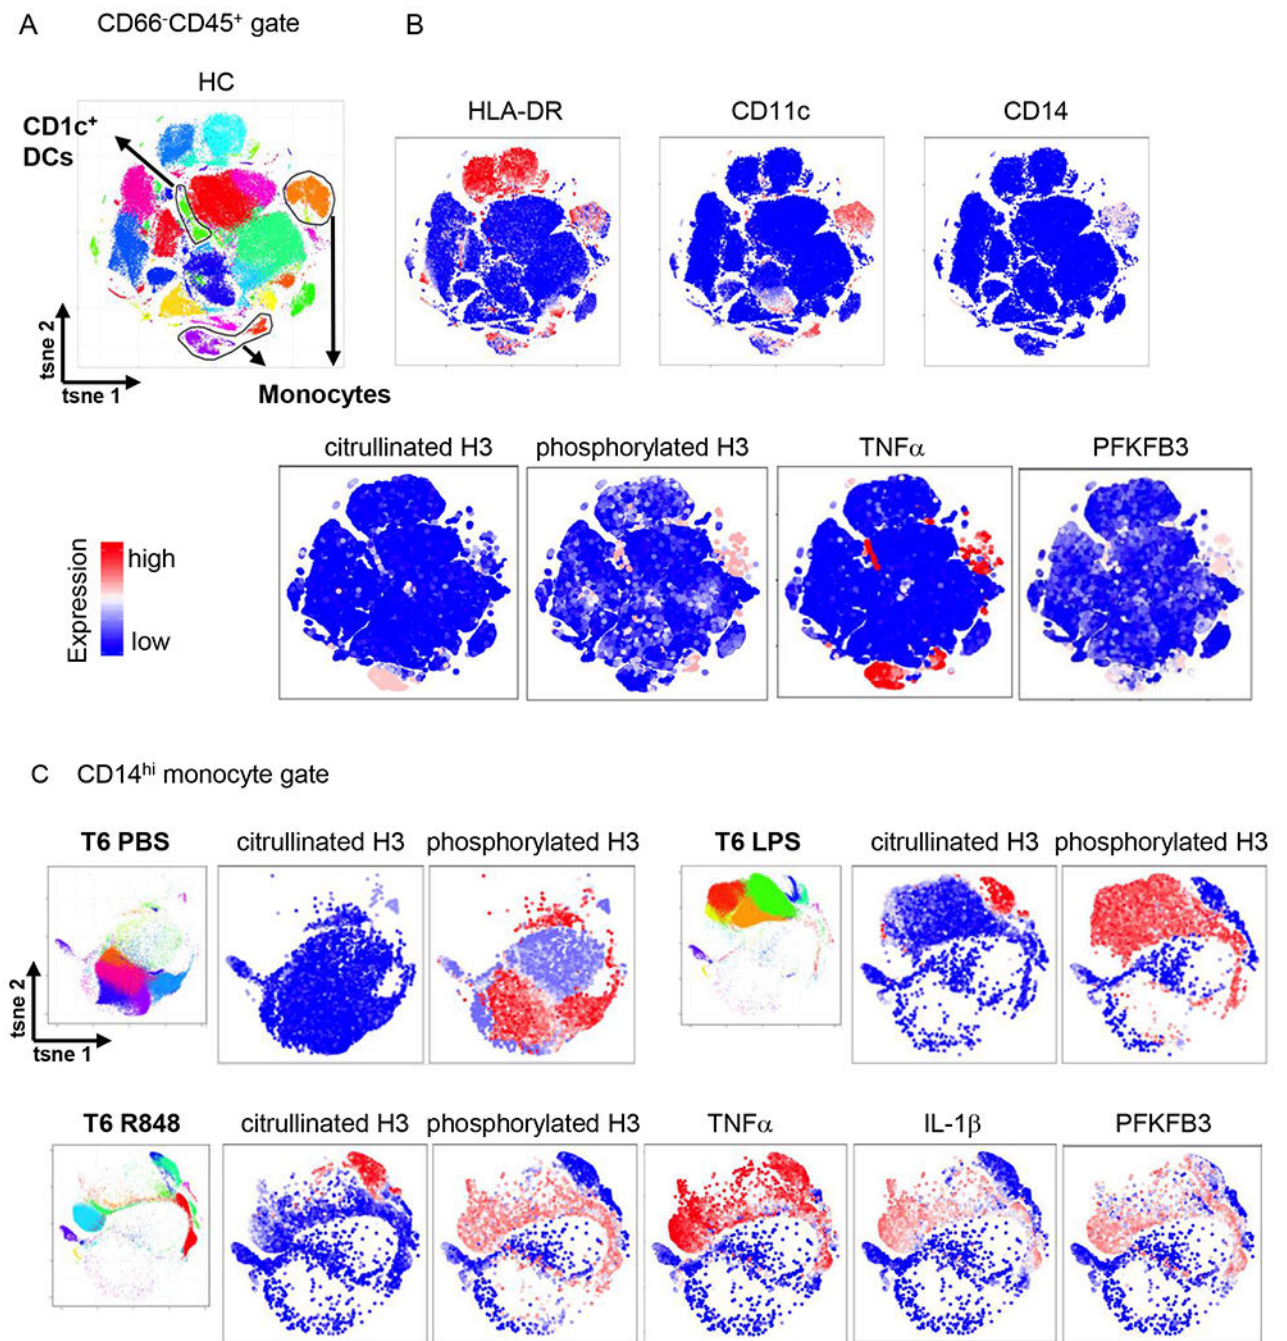 A CD66⁻CD45⁺ gate B
HC
CD1c⁺
DCs
HLA-DR CD11c CD14
tsne 2
tsne 1
Monocytes
citrullinated H3 phosphorylated H3 TNFα PFKFB3
Expression
high
low
C CD14ʰⁱ monocyte gate
T6 PBS citrullinated H3 phosphorylated H3 T6 LPS citrullinated H3 phosphorylated H3
tsne 2
tsne 1
T6 R848 citrullinated H3 phosphorylated H3 TNFα IL-1β PFKFB3